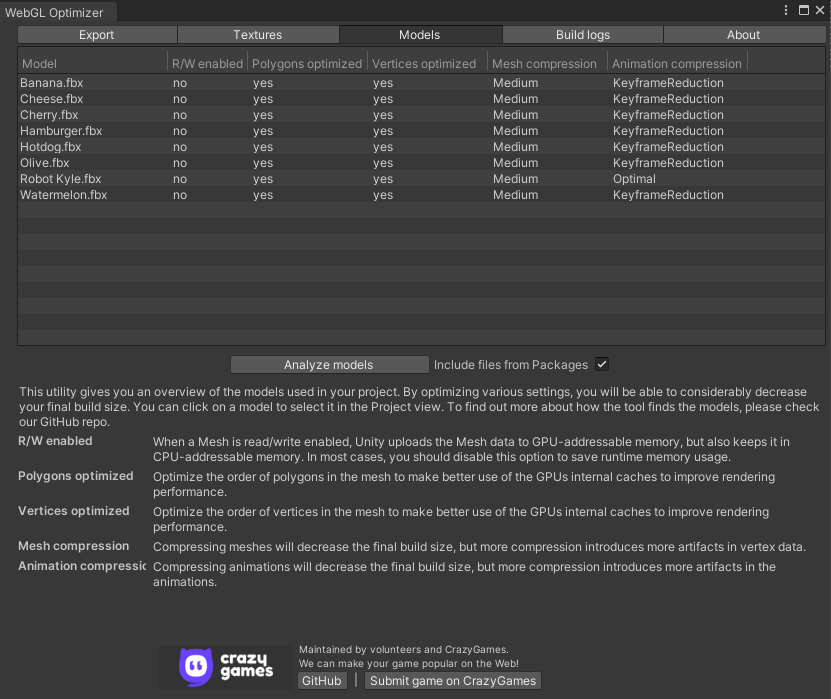 WebGL Optimizer
Export Textures Models Build logs About
Model R/W enabled Polygons optimized Vertices optimized Mesh compression Animation compression
Banana.fbx no yes yes Medium KeyframeReduction
Cheese.fbx no yes yes Medium KeyframeReduction
Cherry.fbx no yes yes Medium KeyframeReduction
Hamburger.fbx no yes yes Medium KeyframeReduction
Hotdog.fbx no yes yes Medium KeyframeReduction
Olive.fbx no yes yes Medium KeyframeReduction
Robot Kyle.fbx no yes yes Medium Optimal
Watermelon.fbx no yes yes Medium KeyframeReduction
Analyze models Include files from Packages
This utility gives you an overview of the models used in your project. By optimizing various settings, you will be able to considerably decrease
your final build size. You can click on a model to select it in the Project view. To find out more about how the tool finds the models, please check
our GitHub repo.
R/W enabled When a Mesh is read/write enabled, Unity uploads the Mesh data to GPU-addressable memory, but also keeps it in
CPU-addressable memory. In most cases, you should disable this option to save runtime memory usage.
Polygons optimized Optimize the order of polygons in the mesh to make better use of the GPUs internal caches to improve rendering
performance.
Vertices optimized Optimize the order of vertices in the mesh to make better use of the GPUs internal caches to improve rendering
performance.
Mesh compression Compressing meshes will decrease the final build size, but more compression introduces more artifacts in vertex data.
Animation compressic Compressing animations will decrease the final build size, but more compression introduces more artifacts in the
animations.
crazy
games
Maintained by volunteers and CrazyGames.
We can make your game popular on the Web!
GitHub | Submit game on CrazyGames